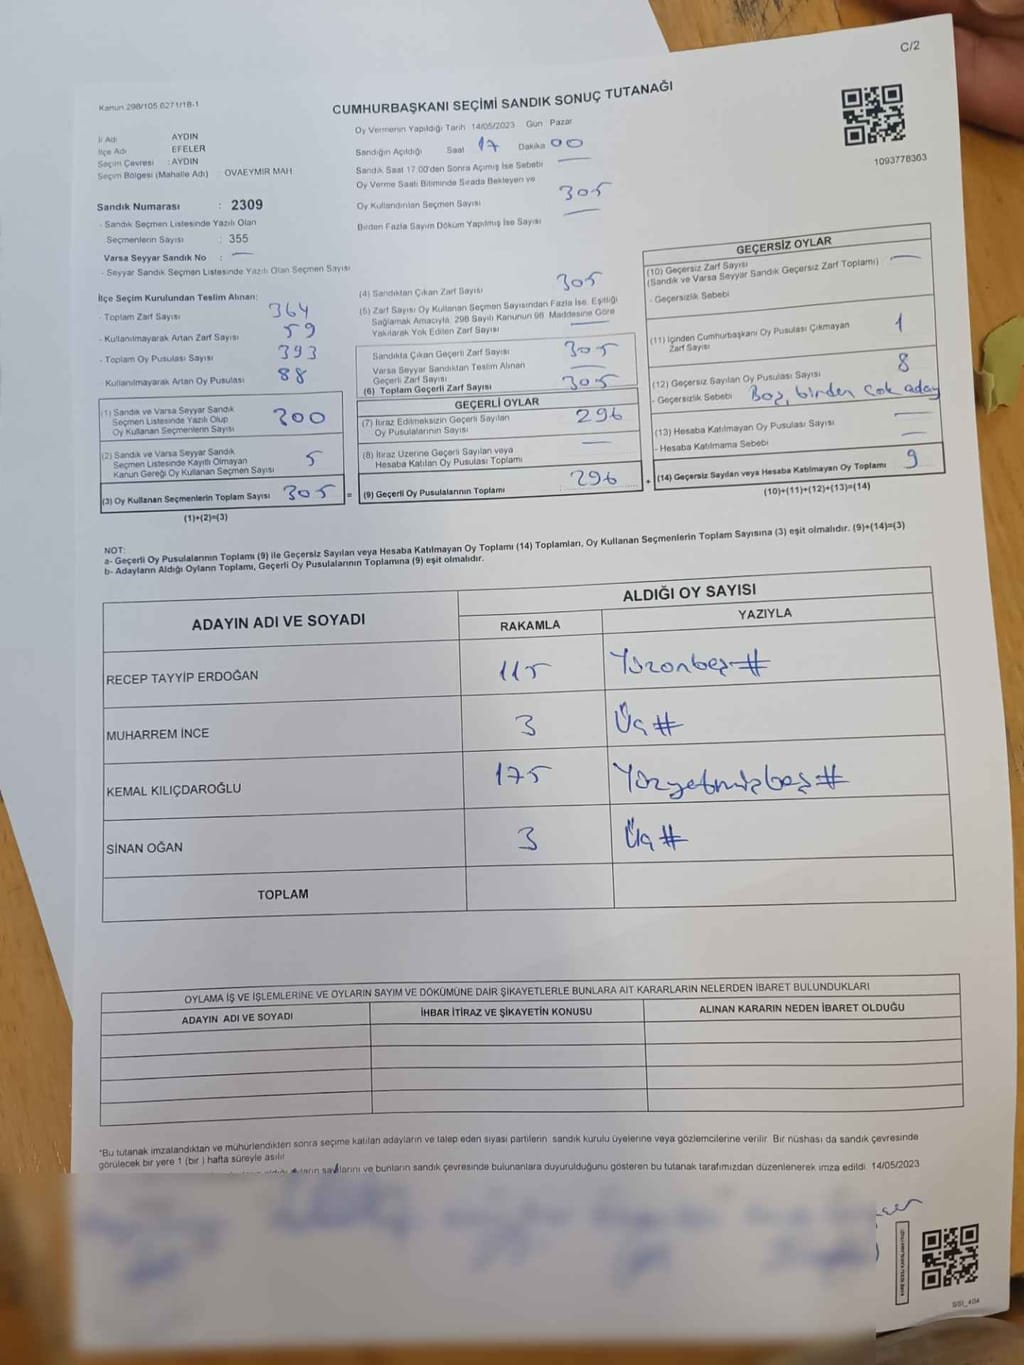 C/2
Kanun 298/105 6271/18-1
CUMHURBAŞKANI SEÇİMİ SANDIK SONUÇ TUTANAĞI
1093778363
İl Adı AYDIN
İlçe Adı EFELER
Seçim Çevresi : AYDIN
Seçim Bölgesi (Mahalle Adı) : OVAEYMIR MAH.
Sandık Numarası : 2309
- Sandık Seçmen Listesinde Yazılı Olan
Seçmenlerin Sayısı : 355
Varsa Seyyar Sandık No : —
- Seyyar Sandık Seçmen Listesinde Yazılı Olan Seçmen Sayısı
Oy Vermenin Yapıldığı Tarih 14/05/2023 Gün Pazar
Sandığın Açıldığı Saat 17 Dakika 00
Sandık Saat 17.00'den Sonra Açılmış İse Sebebi —
Oy Verme Saati Bitiminde Sırada Bekleyen ve
Oy Kullandırılan Seçmen Sayısı 305
Birden Fazla Sayım Döküm Yapılmış İse Sayısı —
İlçe Seçim Kurulundan Teslim Alınan:
- Toplam Zarf Sayısı 364
- Kullanılmayarak Artan Zarf Sayısı 59
- Toplam Oy Pusulası Sayısı 393
- Kullanılmayarak Artan Oy Pusulası 88
(1) Sandık ve Varsa Seyyar Sandık
Seçmen Listesinde Yazılı Olup
Oy Kullanan Seçmenlerin Sayısı 300
(2) Sandık ve Varsa Seyyar Sandık
Seçmen Listesinde Kayıtlı Olmayan
Kanun Gereği Oy Kullanan Seçmen Sayısı 5
(3) Oy Kullanan Seçmenlerin Toplam Sayısı 305 =
(1)+(2)=(3)
(4) Sandıktan Çıkan Zarf Sayısı 305
(5) Zarf Sayısı Oy Kullanan Seçmen Sayısından Fazla İse, Eşitliği
Sağlamak Amacıyla, 298 Sayılı Kanunun 98. Maddesine Göre
Yakılarak Yok Edilen Zarf Sayısı —
Sandıkta Çıkan Geçerli Zarf Sayısı 305
Varsa Seyyar Sandıktan Teslim Alınan
Geçerli Zarf Sayısı —
(6) Toplam Geçerli Zarf Sayısı 305
GEÇERLİ OYLAR
(7) İtiraz Edilmeksizin Geçerli Sayılan
Oy Pusulalarının Sayısı 296
(8) İtiraz Üzerine Geçerli Sayılan veya
Hesaba Katılan Oy Pusulası Toplamı —
(9) Geçerli Oy Pusulalarının Toplamı 296 +
GEÇERSİZ OYLAR
(10) Geçersiz Zarf Sayısı —
(Sandık ve Varsa Seyyar Sandık Geçersiz Zarf Toplamı)
- Geçersizlik Sebebi
(11) İçinden Cumhurbaşkanı Oy Pusulası Çıkmayan
Zarf Sayısı 1
(12) Geçersiz Sayılan Oy Pusulası Sayısı 8
- Geçersizlik Sebebi Boş, birden çok aday
(13) Hesaba Katılmayan Oy Pusulası Sayısı —
- Hesaba Katılmama Sebebi —
(14) Geçersiz Sayılan veya Hesaba Katılmayan Oy Toplamı 9
(10)+(11)+(12)+(13)=(14)
NOT:
a- Geçerli Oy Pusulalarının Toplamı (9) ile Geçersiz Sayılan veya Hesaba Katılmayan Oy Toplamı (14) Toplamları, Oy Kullanan Seçmenlerin Toplam Sayısına (3) eşit olmalıdır. (9)+(14)=(3)
b- Adayların Aldığı Oyların Toplamı, Geçerli Oy Pusulalarının Toplamına (9) eşit olmalıdır.
ADAYIN ADI VE SOYADI ALDIĞI OY SAYISI
RAKAMLA YAZIYLA
RECEP TAYYİP ERDOĞAN 115 Yüzonbeş#
MUHARREM İNCE 3 Üç#
KEMAL KILIÇDAROĞLU 175 Yüzyetmişbeş#
SİNAN OĞAN 3 Üç#
TOPLAM
OYLAMA İŞ VE İŞLEMLERİNE VE OYLARIN SAYIM VE DÖKÜMÜNE DAİR ŞİKAYETLERLE BUNLARA AİT KARARLARIN NELERDEN İBARET BULUNDUKLARI
ADAYIN ADI VE SOYADI İHBAR İTİRAZ VE ŞİKAYETİN KONUSU ALINAN KARARIN NEDEN İBARET OLDUĞU
*Bu tutanak imzalandıktan ve mühürlendikten sonra seçime katılan adayların ve talep eden siyasi partilerin sandık kurulu üyelerine veya gözlemcilerine verilir. Bir nüshası da sandık çevresinde
görülecek bir yere 1 (bir) hafta süreyle asılır.
sayılarını ve bunların sandık çevresinde bulunanlara duyurulduğunu gösteren bu tutanak tarafımızdan düzenlenerek imza edildi. 14/05/2023